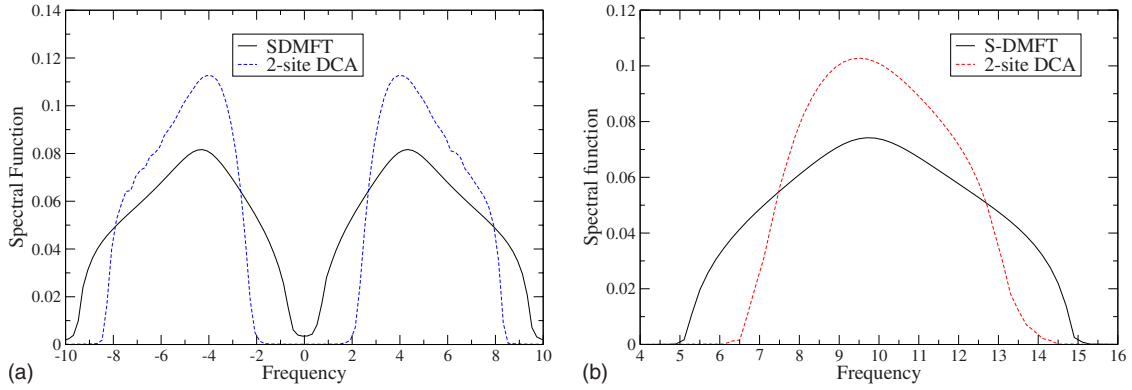 0.14
0.12
0.1
0.08
0.06
0.04
0.02
0
Spectral Function
SDMFT
2-site DCA
-10 -8 -6 -4 -2 0 2 4 6 8 10
Frequency
(a)
0.12
0.1
0.08
0.06
0.04
0.02
0
Spectral function
S-DMFT
2-site DCA
4 5 6 7 8 9 10 11 12 13 14 15 16
Frequency
(b)